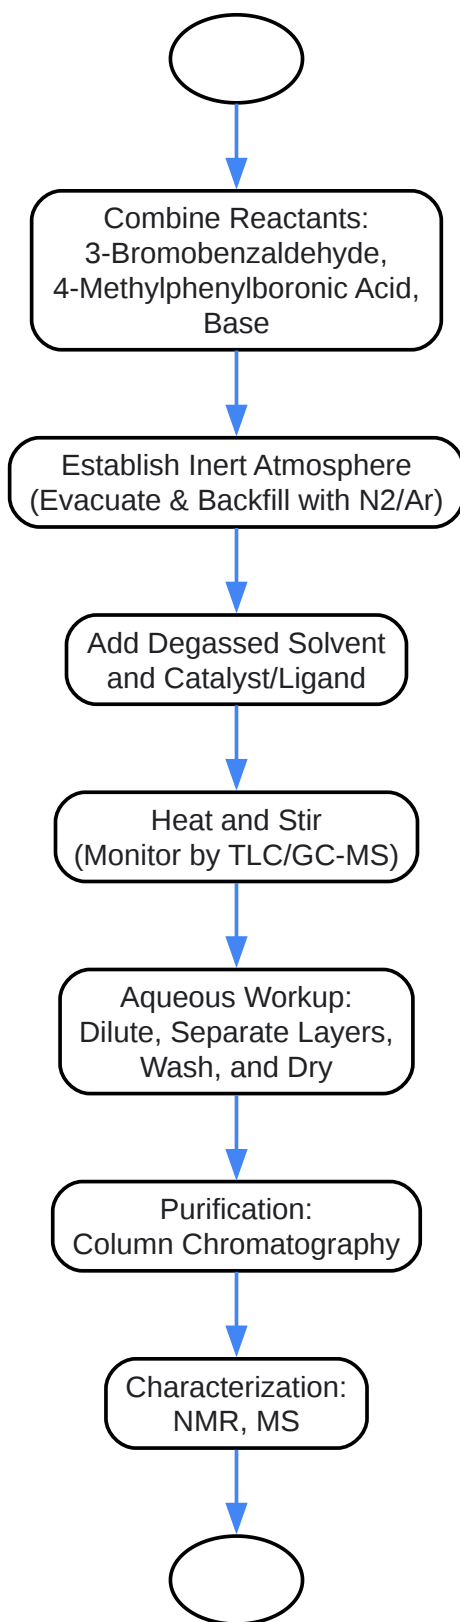 Combine Reactants:
3-Bromobenzaldehyde,
4-Methylphenylboronic Acid,
Base
Establish Inert Atmosphere
(Evacuate & Backfill with N2/Ar)
Add Degassed Solvent
and Catalyst/Ligand
Heat and Stir
(Monitor by TLC/GC-MS)
Aqueous Workup:
Dilute, Separate Layers,
Wash, and Dry
Purification:
Column Chromatography
Characterization:
NMR, MS